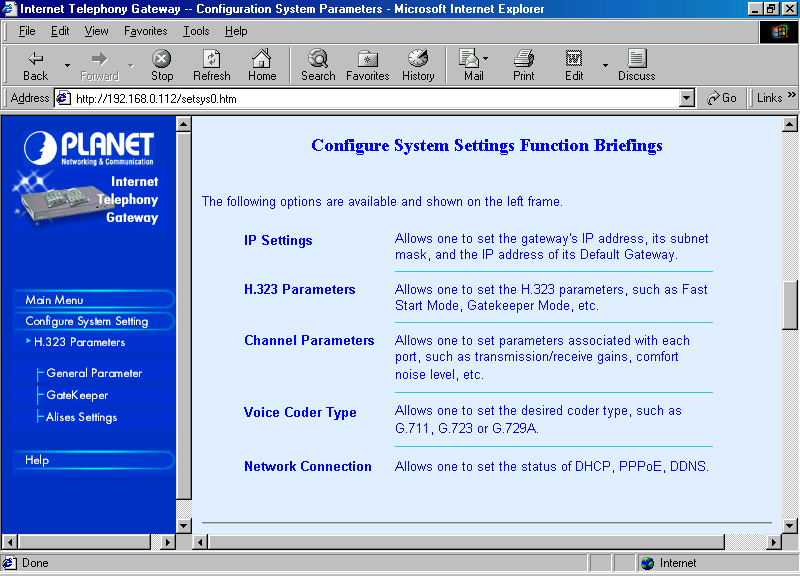 Internet Telephony Gateway -- Configuration System Parameters - Microsoft Internet Explorer
File Edit View Favorites Tools Help
Back Forward Stop Refresh Home Search Favorites History Mail Print Edit Discuss
Address http://192.168.0.112/setsys0.htm Go Links »
PLANET
Networking & Communication
Internet
Telephony
Gateway
Main Menu
Configure System Setting
H.323 Parameters
General Parameter
GateKeeper
Alises Settings
Help
Configure System Settings Function Briefings
The following options are available and shown on the left frame.
IP Settings
Allows one to set the gateway's IP address, its subnet
mask, and the IP address of its Default Gateway.
H.323 Parameters
Allows one to set the H.323 parameters, such as Fast
Start Mode, Gatekeeper Mode, etc.
Channel Parameters
Allows one to set parameters associated with each
port, such as transmission/receive gains, comfort
noise level, etc.
Voice Coder Type
Allows one to set the desired coder type, such as
G.711, G.723 or G.729A.
Network Connection
Allows one to set the status of DHCP, PPPoE, DDNS.
Done
Internet